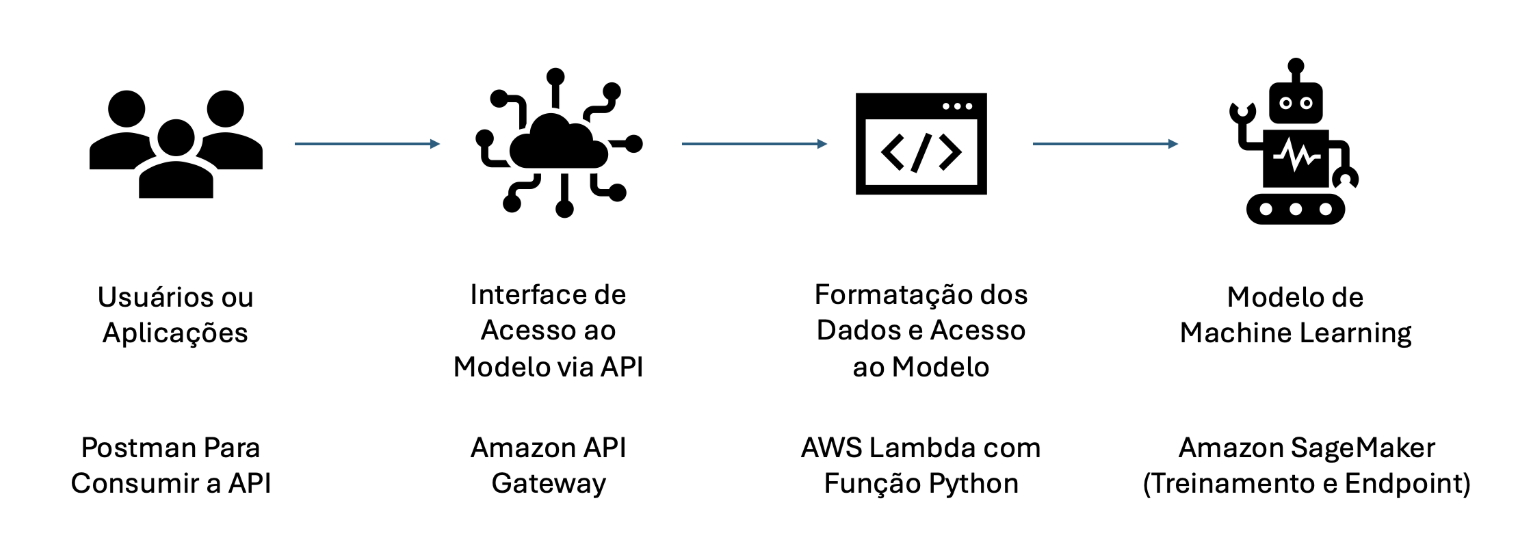 Usuários ou
Aplicações
Interface de
Acesso ao
Modelo via API
Formatação dos
Dados e Acesso
ao Modelo
Modelo de
Machine Learning
Postman Para
Consumir a API
Amazon API
Gateway
AWS Lambda com
Função Python
Amazon SageMaker
(Treinamento e Endpoint)